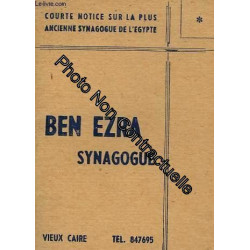 COURTE NOTICE SUR LA PLUS
ANCIENNE SYNAGOGUE DE L'EGYPTE
*
BEN EZRA
SYNAGOGUE
Photo Non Contractuelle
VIEUX CAIRE TEL. 847695